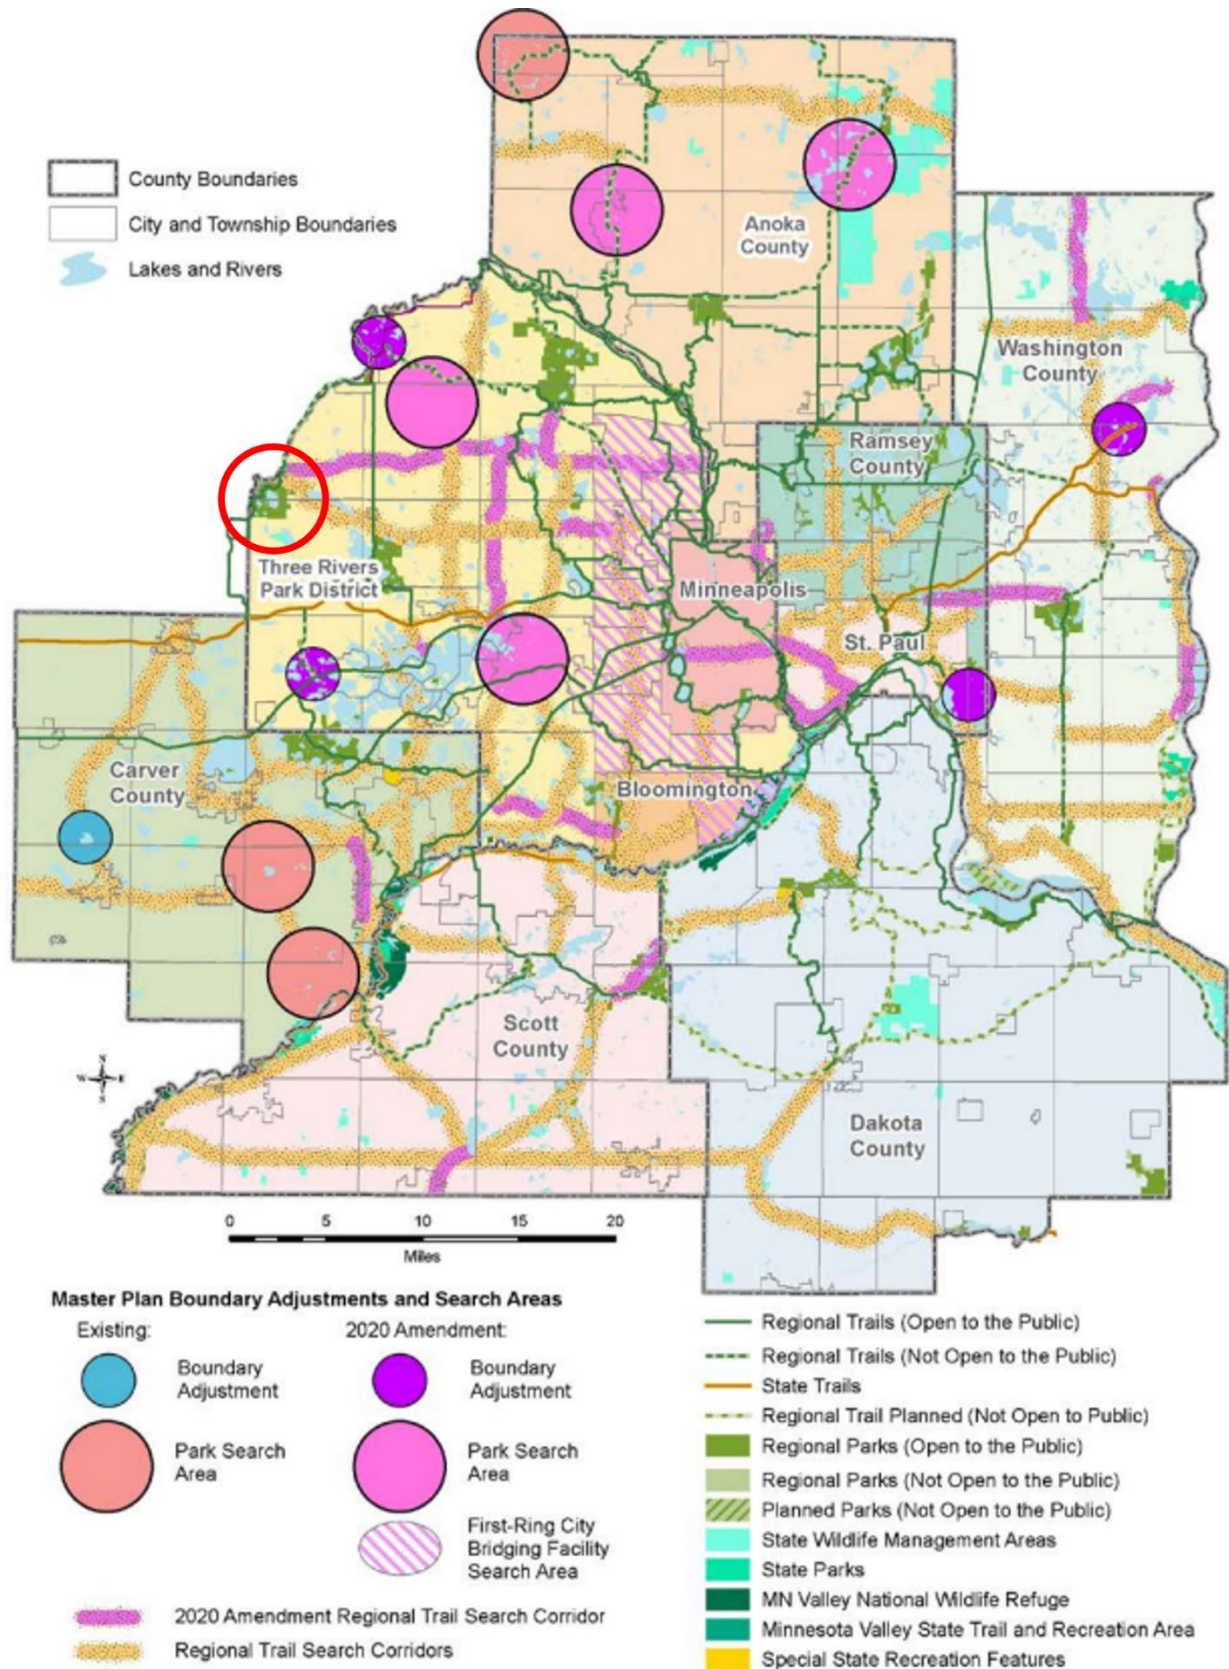 County Boundaries
City and Township Boundaries
Lakes and Rivers
Anoka
County
Washington
County
Ramsey
County
Three Rivers
Park District
Minneapolis
St. Paul
Carver
County
Bloomington
Scott
County
Dakota
County
N
W E
S
0 5 10 15 20
Miles
Master Plan Boundary Adjustments and Search Areas
Existing:
Boundary
Adjustment
Park Search
Area
2020 Amendment:
Boundary
Adjustment
Park Search
Area
First-Ring City
Bridging Facility
Search Area
2020 Amendment Regional Trail Search Corridor
Regional Trail Search Corridors
Regional Trails (Open to the Public)
Regional Trails (Not Open to the Public)
State Trails
Regional Trail Planned (Not Open to Public)
Regional Parks (Open to the Public)
Regional Parks (Not Open to the Public)
Planned Parks (Not Open to the Public)
State Wildlife Management Areas
State Parks
MN Valley National Wildlife Refuge
Minnesota Valley State Trail and Recreation Area
Special State Recreation Features